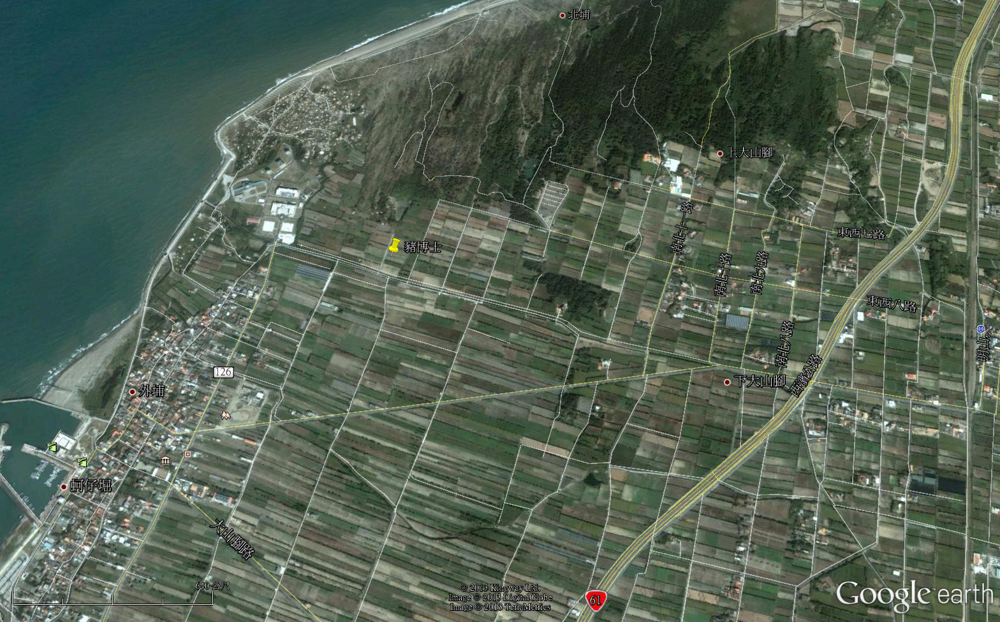 北埔
上大山腳
南北十一路
東西七路
豬博士
南北十路
南北九路
東西八路
南北八路
明山路
西濱公路
126
下大山腳
外埔
蚵仔堀
大山腳路
640 公尺
© 2013 Kingway Ltd.
Image © 2013 DigitalGlobe
Image © 2013 TerraMetrics
61
Google earth